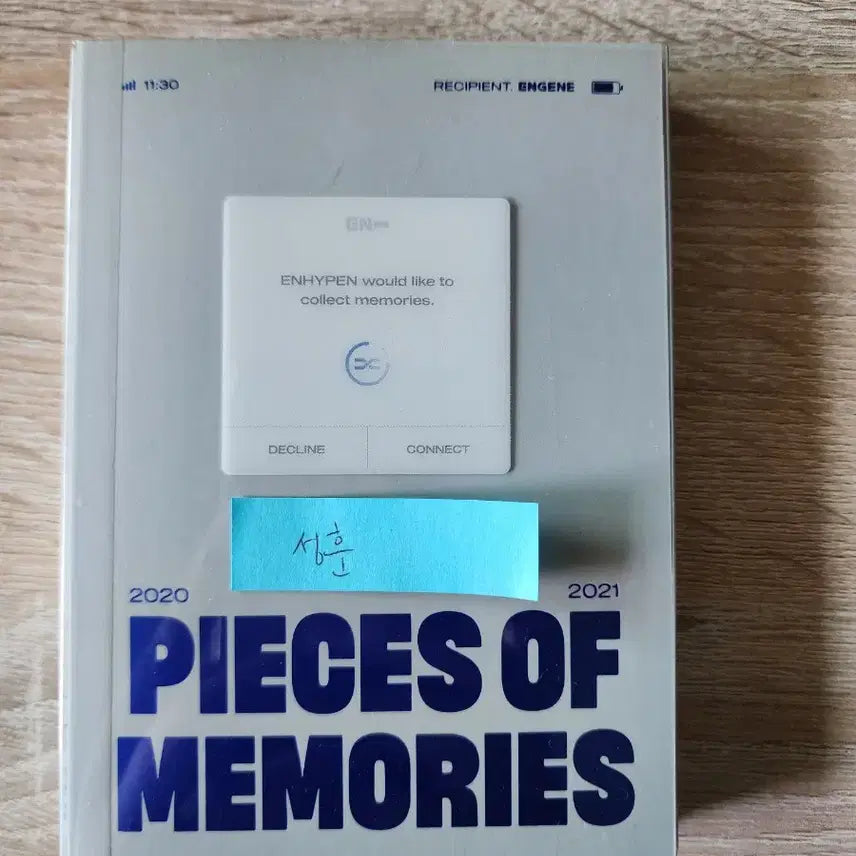 11:30 RECIPIENT. ENGENE
EN-
ENHYPEN would like to
collect memories.
DECLINE CONNECT
성훈
2020 2021
PIECES OF
MEMORIES